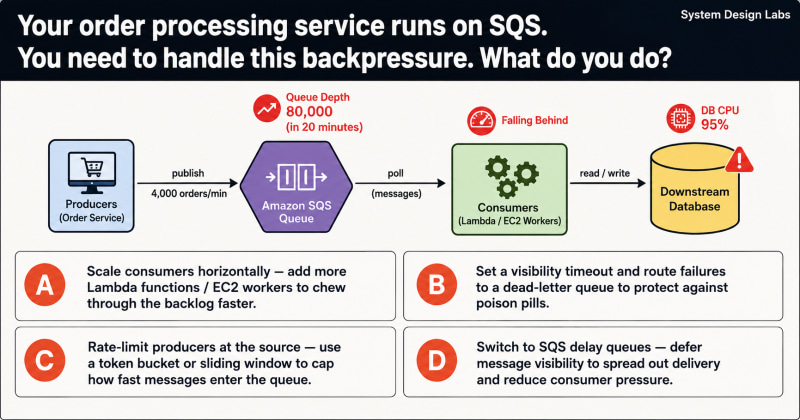 System Design Labs
Your order processing service runs on SQS.
You need to handle this backpressure. What do you do?
Queue Depth
80,000
(in 20 minutes)
Falling Behind
DB CPU
95%
Producers
(Order Service)
publish
4,000 orders/min
Amazon SQS
Queue
poll
(messages)
Consumers
(Lambda / EC2 Workers)
read / write
Downstream
Database
A
Scale consumers horizontally — add more
Lambda functions / EC2 workers to chew
through the backlog faster.
B
Set a visibility timeout and route failures
to a dead-letter queue to protect against
poison pills.
C
Rate-limit producers at the source — use
a token bucket or sliding window to cap
how fast messages enter the queue.
D
Switch to SQS delay queues — defer
message visibility to spread out delivery
and reduce consumer pressure.